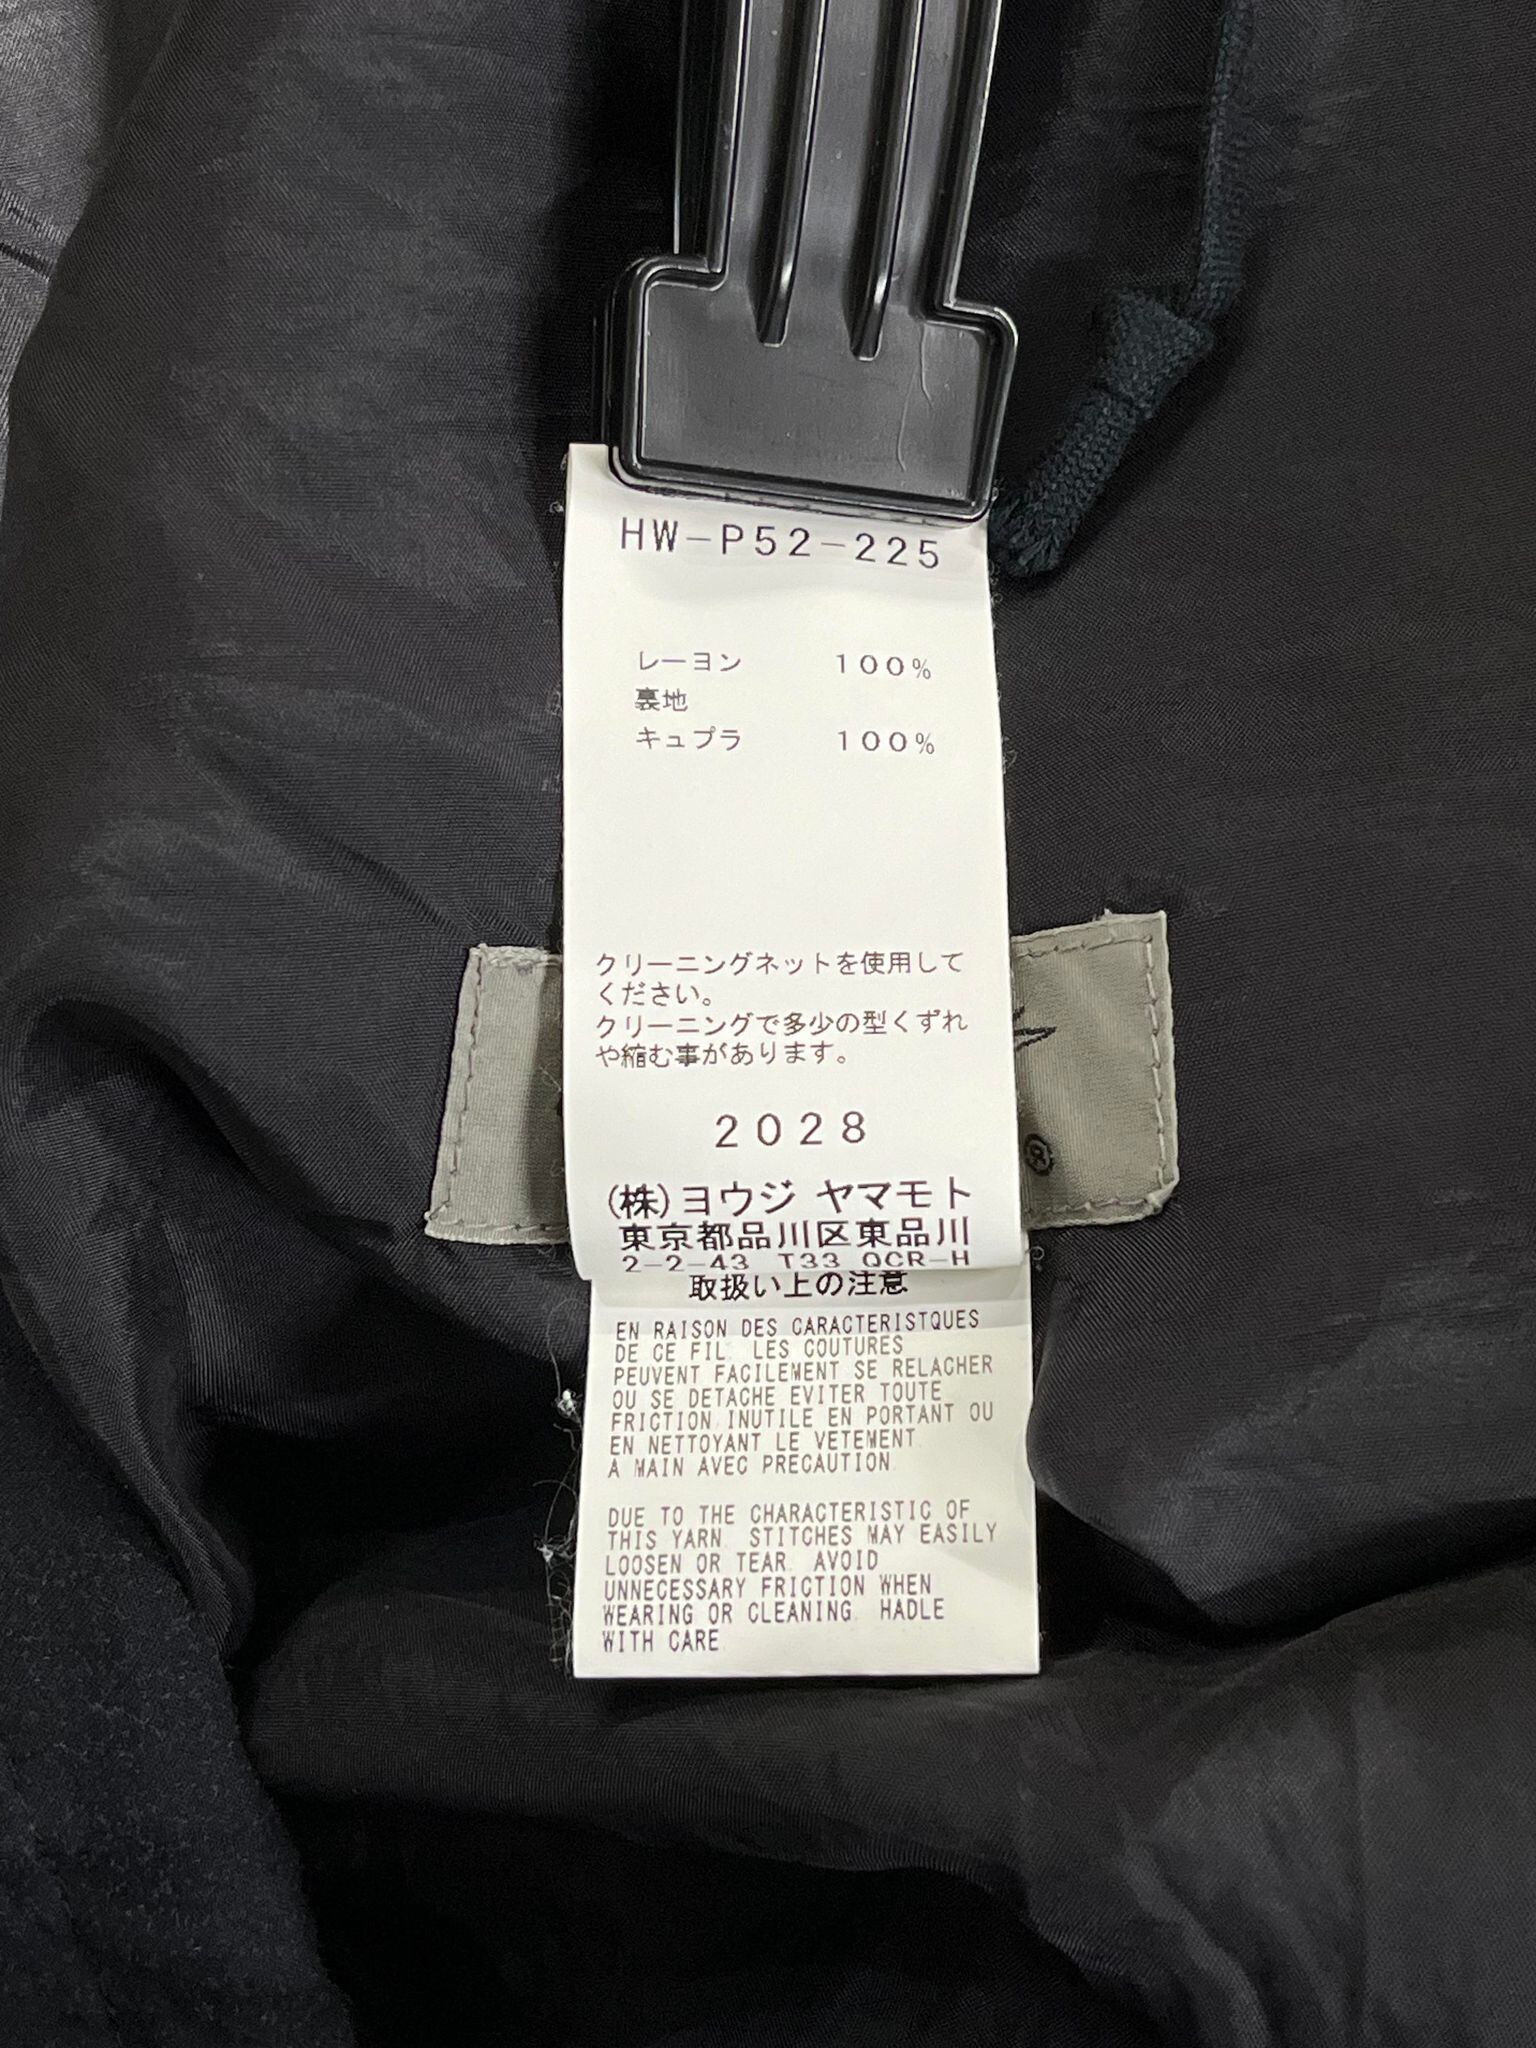 HW-P52-225
レーヨン 100%
裏地
キュプラ 100%
クリーニングネットを使用して
ください。
クリーニングで多少の型くずれ
や縮む事があります。
2028
(株)ヨウジ ヤマモト
東京都品川区東品川
2-2-43 T33 QCR-H
取扱い上の注意
EN RAISON DES CARACTERISTQUES
DE CE FIL. LES COUTURES
PEUVENT FACILEMENT SE RELACHER
OU SE DETACHE EVITER TOUTE
FRICTION INUTILE EN PORTANT OU
EN NETTOYANT LE VETEMENT
A MAIN AVEC PRECAUTION.
DUE TO THE CHARACTERISTIC OF
THIS YARN. STITCHES MAY EASILY
LOOSEN OR TEAR. AVOID
UNNECESSARY FRICTION WHEN
WEARING OR CLEANING. HADLE
WITH CARE.
®